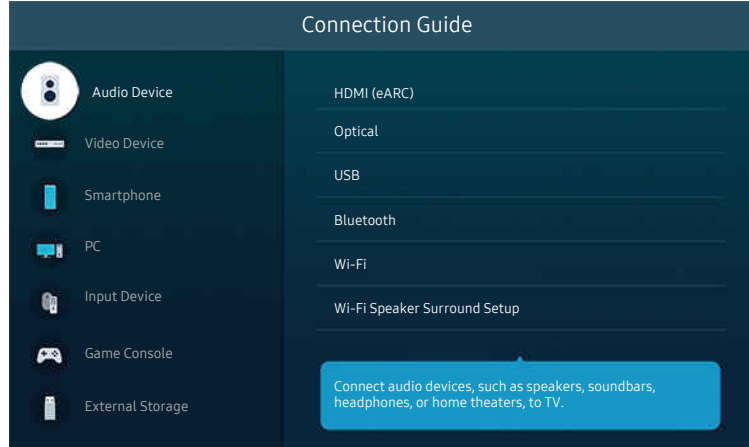 Connection Guide
Audio Device
Video Device
Smartphone
PC
Input Device
Game Console
External Storage
HDMI (eARC)
Optical
USB
Bluetooth
Wi-Fi
Wi-Fi Speaker Surround Setup
Connect audio devices, such as speakers, soundbars,
headphones, or home theaters, to TV.